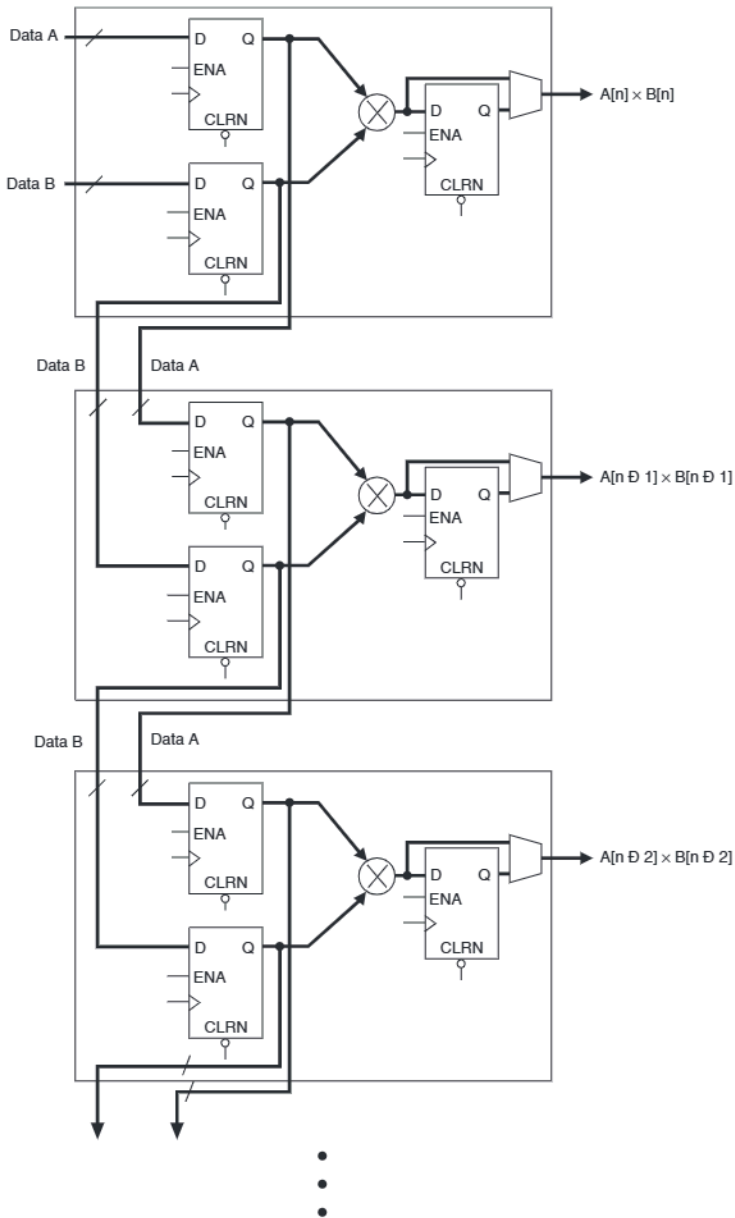 Data A
D Q
ENA
CLRN
A[n] × B[n]
D Q
ENA
CLRN
Data B
D Q
ENA
CLRN
Data B
Data A
D Q
ENA
CLRN
A[n Ð 1] × B[n Ð 1]
D Q
ENA
CLRN
D Q
ENA
CLRN
Data B
Data A
D Q
ENA
CLRN
A[n Ð 2] × B[n Ð 2]
D Q
ENA
CLRN
D Q
ENA
CLRN